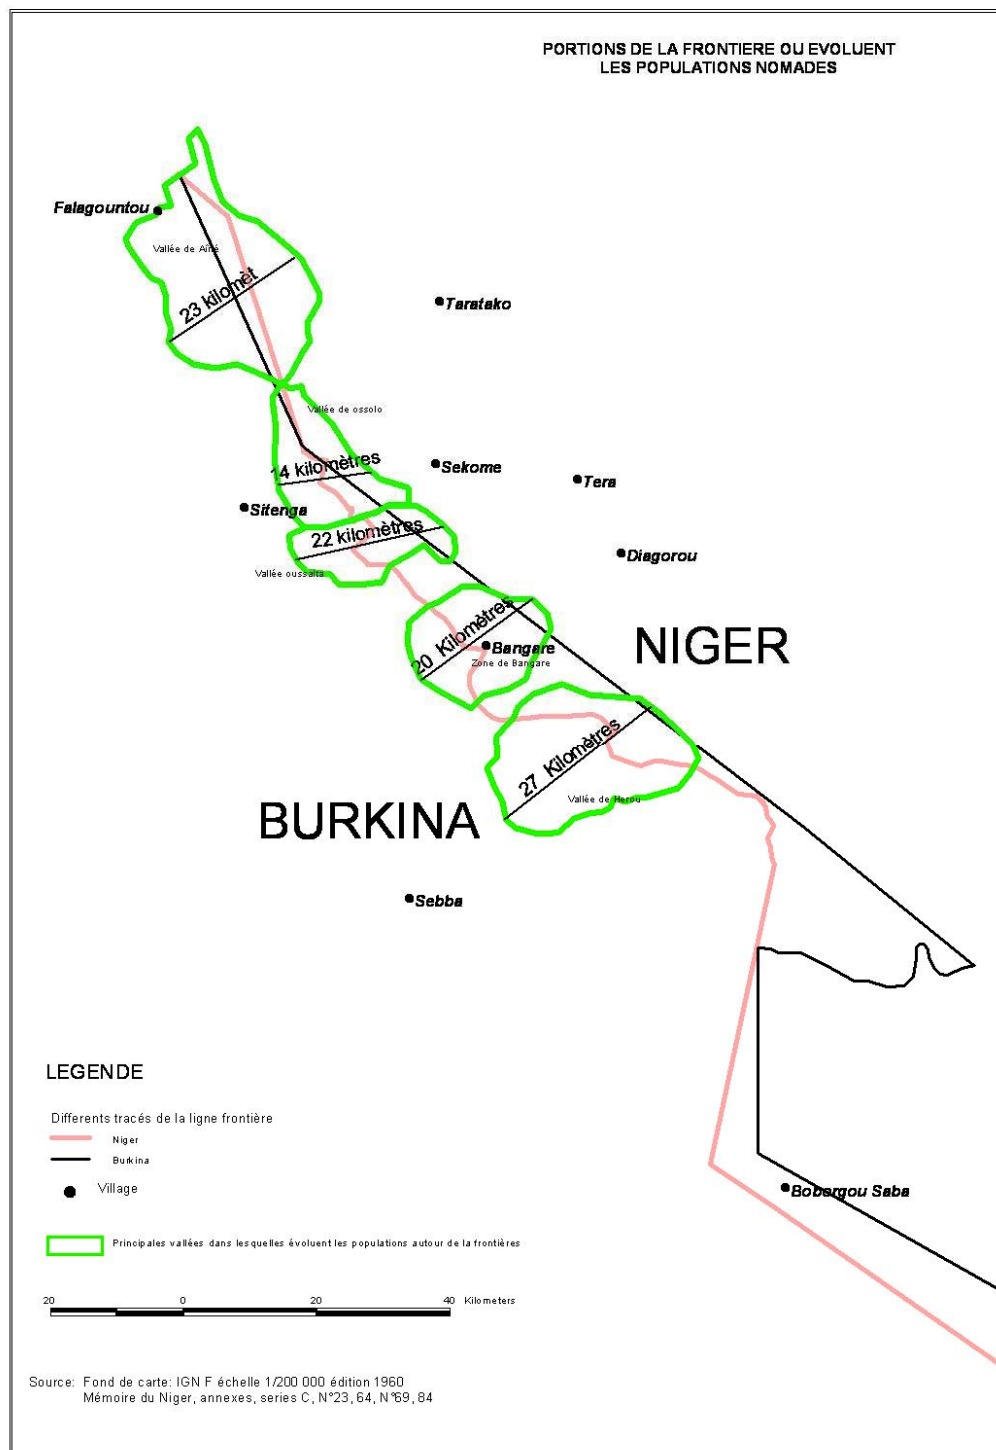 PORTIONS DE LA FRONTIERE OU EVOLUENT
LES POPULATIONS NOMADES
Falagountou
Vallée de
23 kilomèt
Taratako
Vallée de ossolo
14 kilomètres
Sekome
Tera
Sitenga
22 kilomètres
Diagorou
Vallée oussalta
20 Kilomètres
NIGER
Bangare
Zone de Bangare
27 Kilomètres
Vallée de Herou
BURKINA
Sebba
LEGENDE
Differents tracés de la ligne frontière
Niger
Burkina
Village
Boborgou Saba
Principales vallées dans lesquelles évoluent les populations autour de la frontières
20 0 20 40 Kilometers
Source: Fond de carte: IGN F échelle 1/200 000 édition 1960
Mémoire du Niger, annexes, series C, N°23, 64, N°69, 84